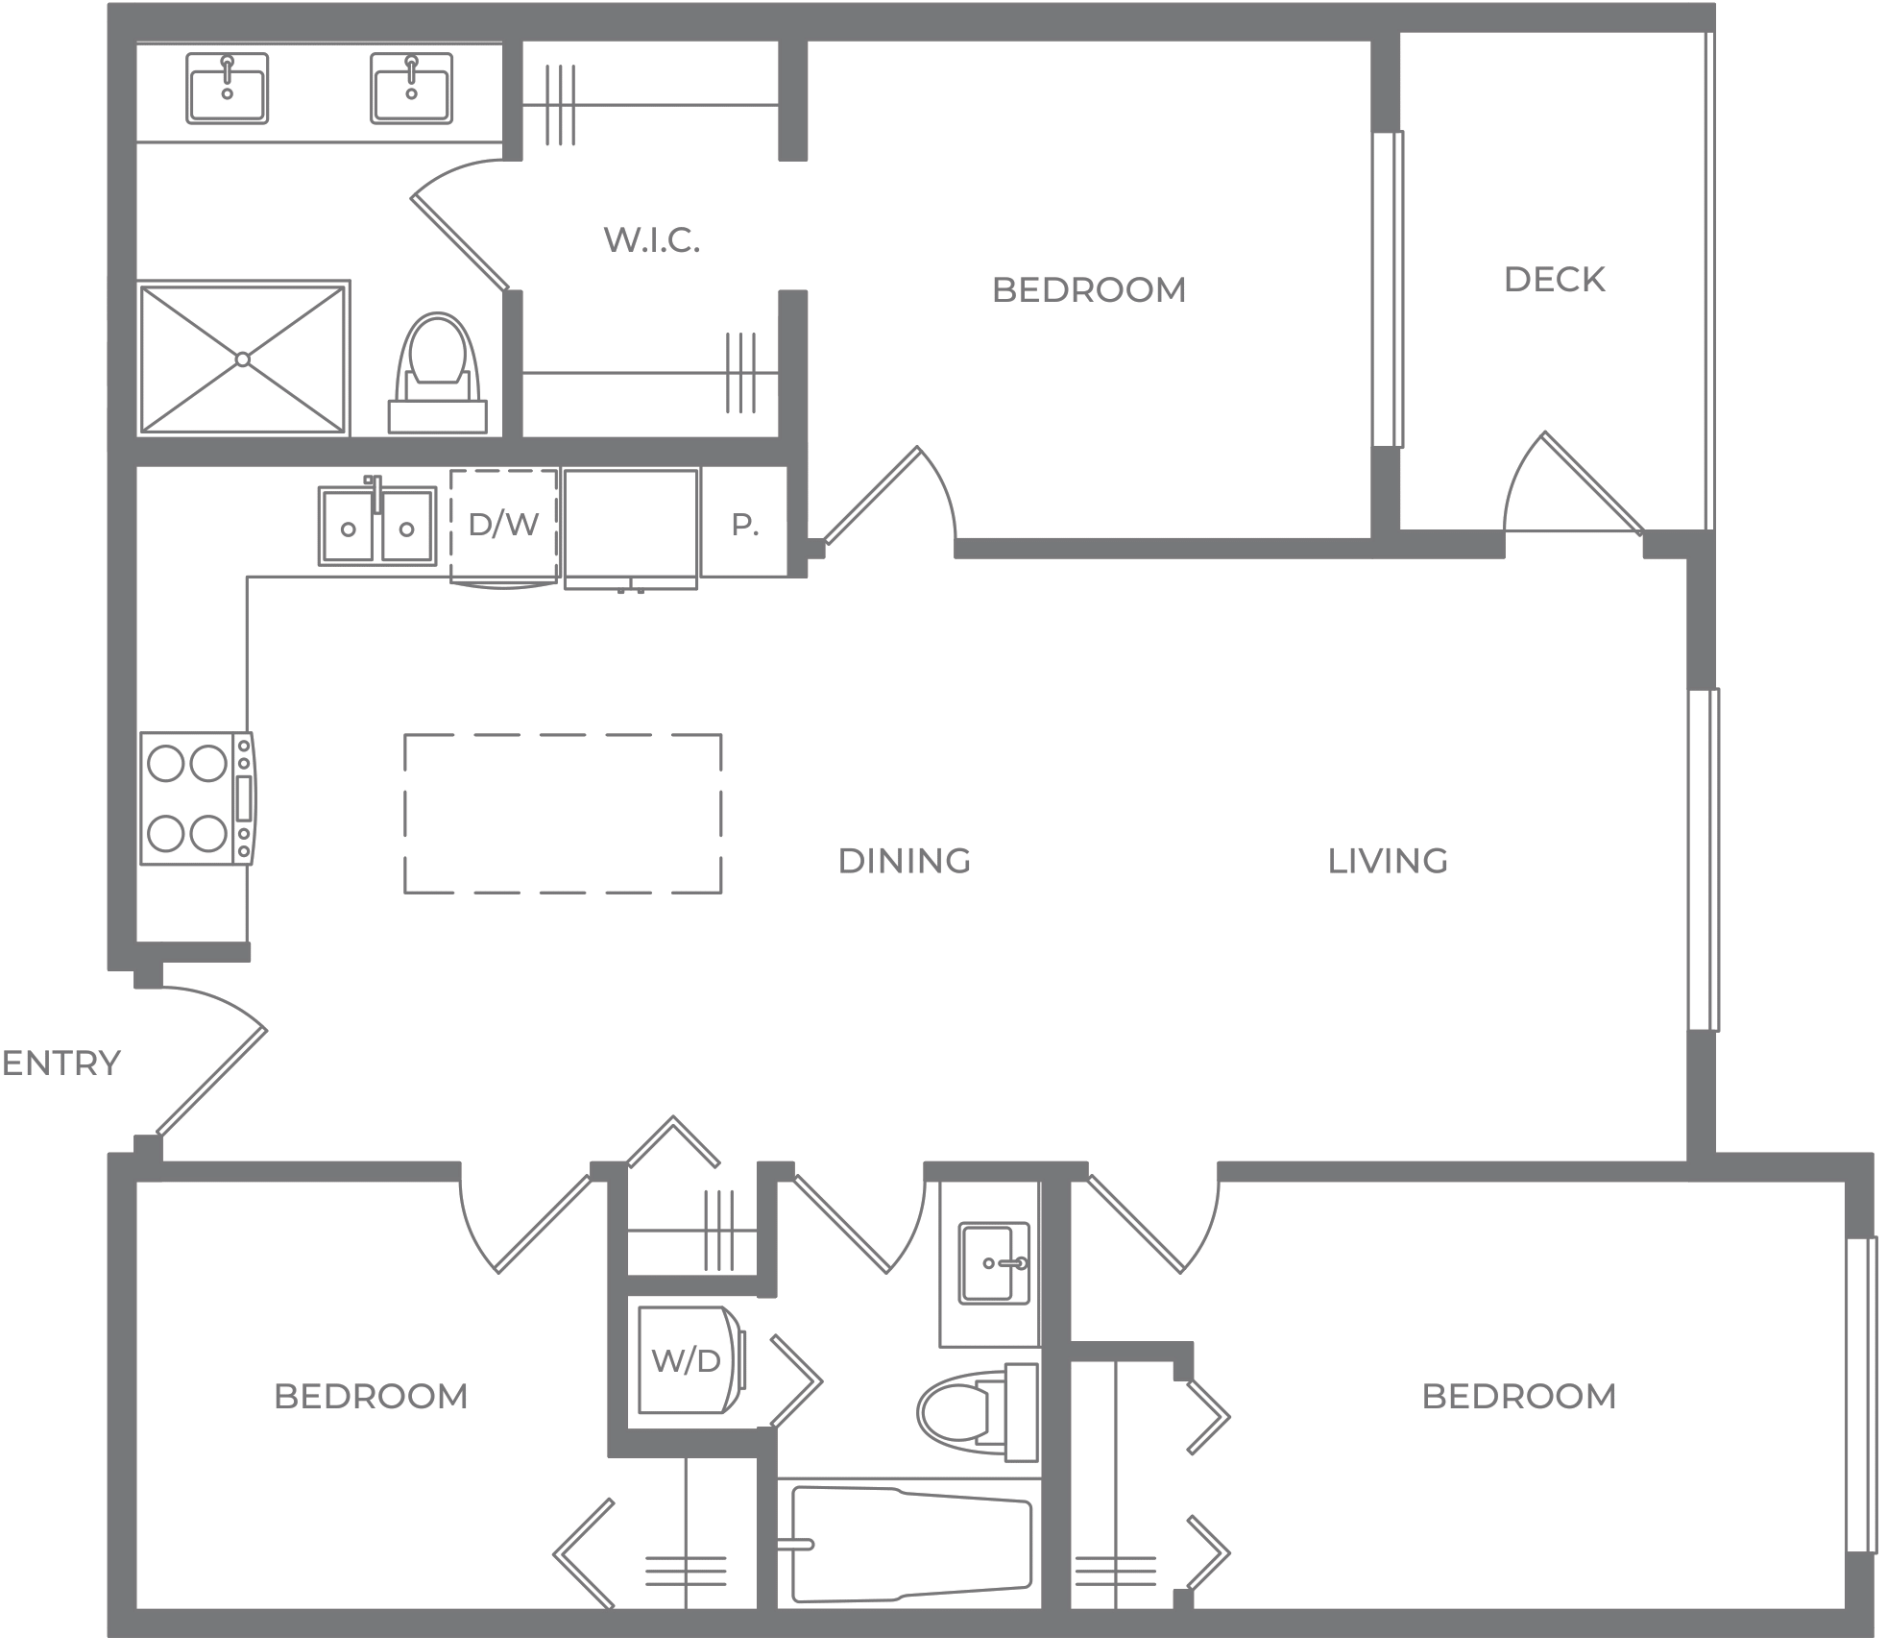 W.I.C.
BEDROOM
DECK
D/W
P.
DINING
LIVING
ENTRY
W/D
BEDROOM
BEDROOM